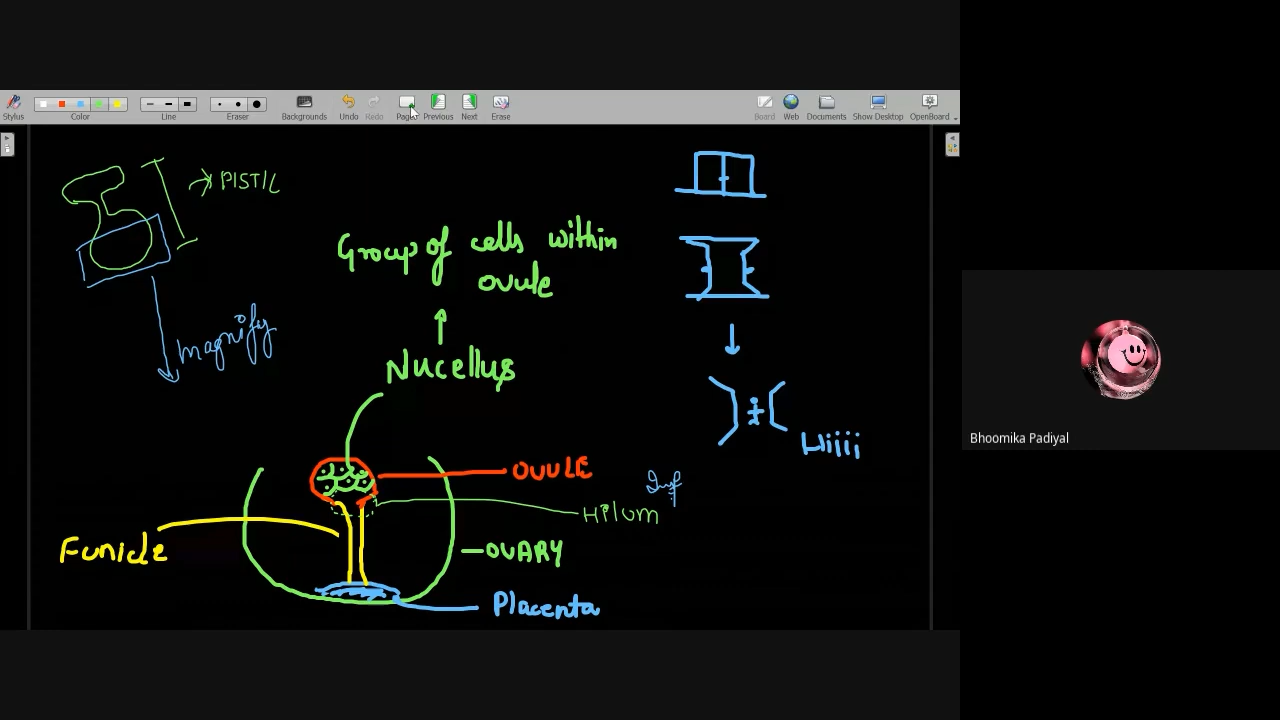 Stylus
Color
Line
Eraser
Backgrounds
Undo
Redo
Pages
Previous
Next
Erase
Board
Web
Documents
Show Desktop
OpenBoard
PISTIL
Group of cells within
ovule
magnify
Nucellus
Hiiii
OVULE
Hilum
Funicle
OVARY
Placenta
Bhoomika Padiyal